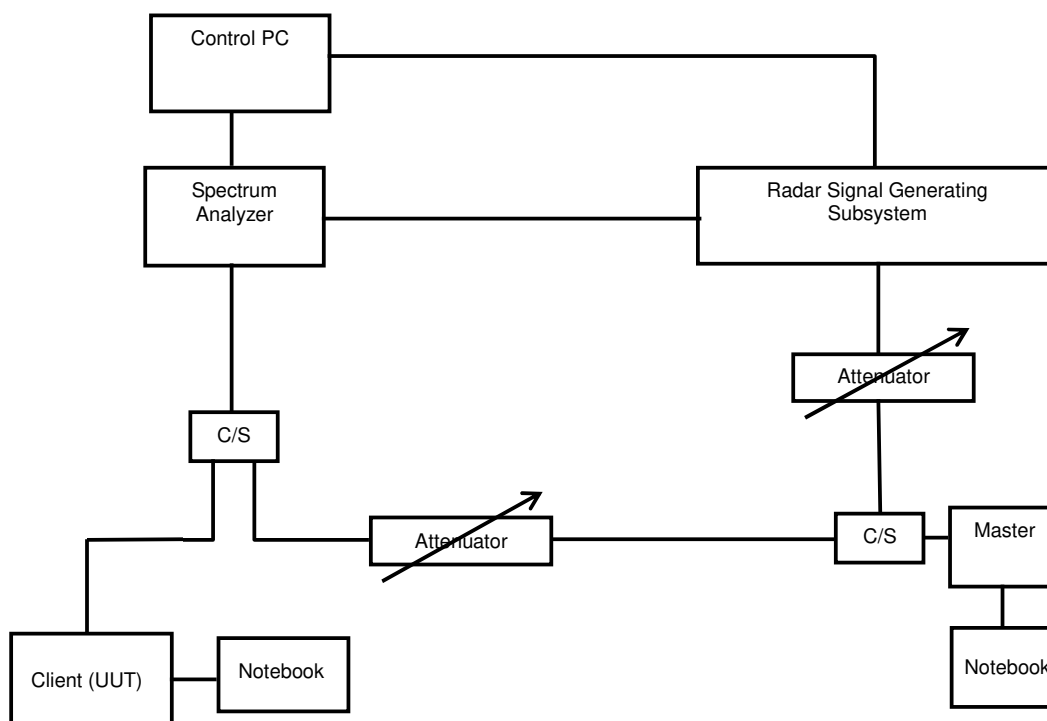 Control PC
Spectrum
Analyzer
Radar Signal Generating
Subsystem
Attenuator
C/S
Attenuator
C/S
Master
Client (UUT)
Notebook
Notebook